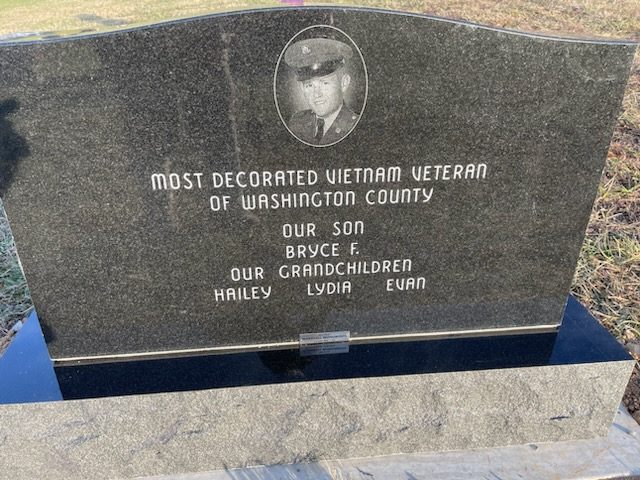 MOST DECORATED VIETNAM VETERAN
OF WASHINGTON COUNTY
OUR SON
BRYCE F.
OUR GRANDCHILDREN
HAILEY LYDIA EVAN